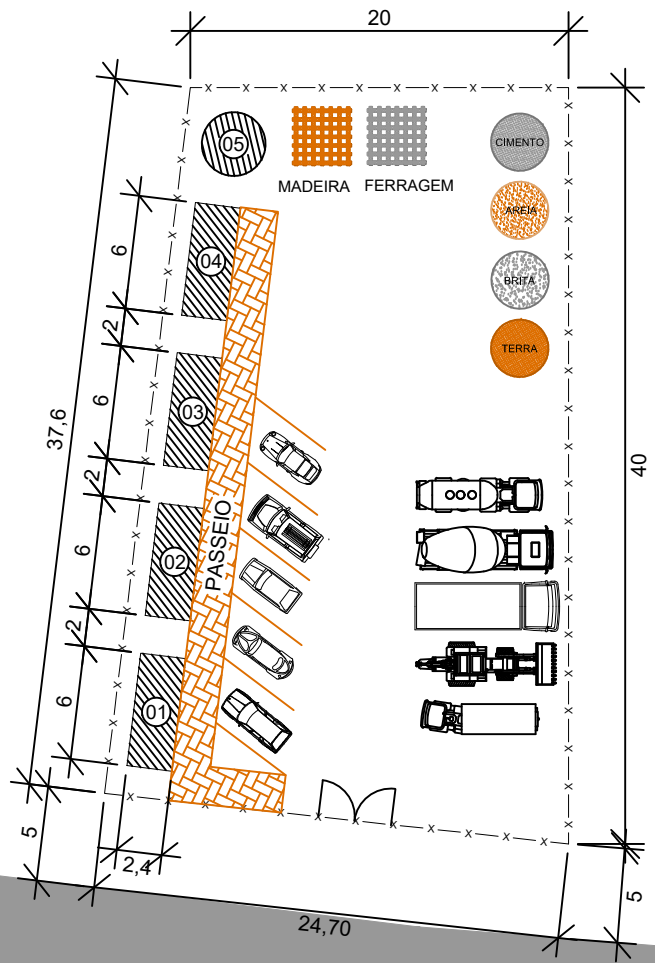 20
05
MADEIRA
FERRAGEM
CIMENTO
AREIA
BRITA
TERRA
04
6
2
03
6
37,6
2
PASSEIO
02
6
2
01
6
40
5
2,4
24,70
5